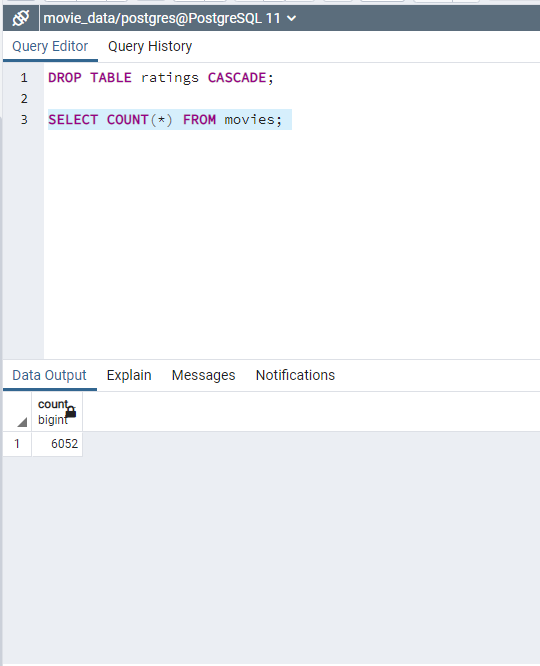 movie_data/postgres@PostgreSQL 11
Query Editor Query History
1 DROP TABLE ratings CASCADE;
2
3 SELECT COUNT(*) FROM movies;
Data Output Explain Messages Notifications
count
bigint
1 6052